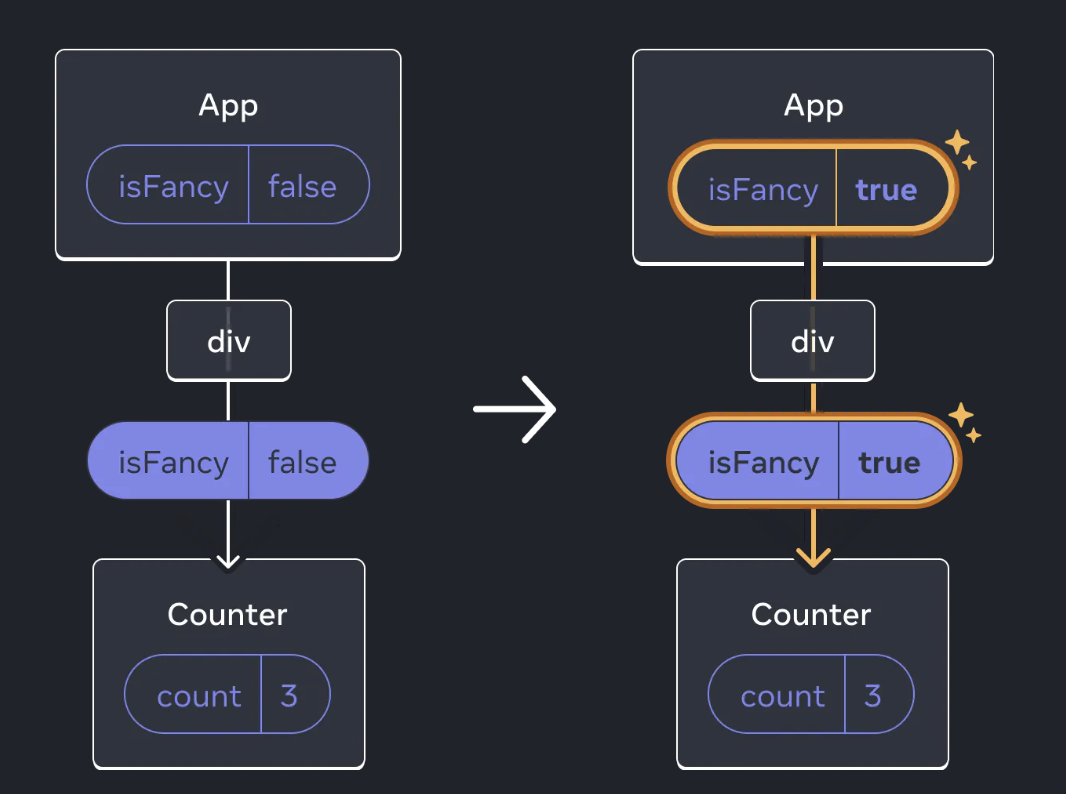 App
isFancy false
div
isFancy false
Counter
count 3
App
isFancy true
div
isFancy true
Counter
count 3